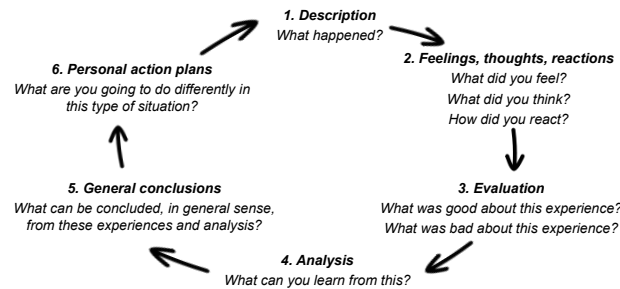 1. Description
What happened?
2. Feelings, thoughts, reactions
What did you feel?
What did you think?
How did you react?
3. Evaluation
What was good about this experience?
What was bad about this experience?
4. Analysis
What can you learn from this?
5. General conclusions
What can be concluded, in general sense,
from these experiences and analysis?
6. Personal action plans
What are you going to do differently in
this type of situation?